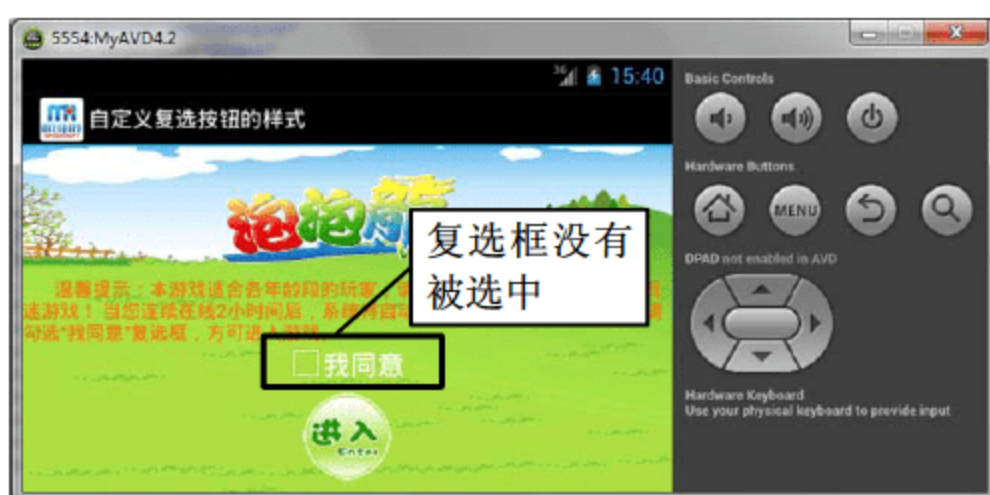 5554:MyAVD4.2
36 15:40
Basic Controls
自定义复选按钮的样式
Hardware Buttons
MENU
泡泡龍
复选框没有
被选中
DPAD not enabled in AVD
温馨提示:本游戏适合各年龄段的玩家
迷游戏!当您连续在线2小时间后,系统将自
勾选"我同意"复选框,方可进入游戏。
我同意
Hardware Keyboard
Use your physical keyboard to provide input
进入
Enter